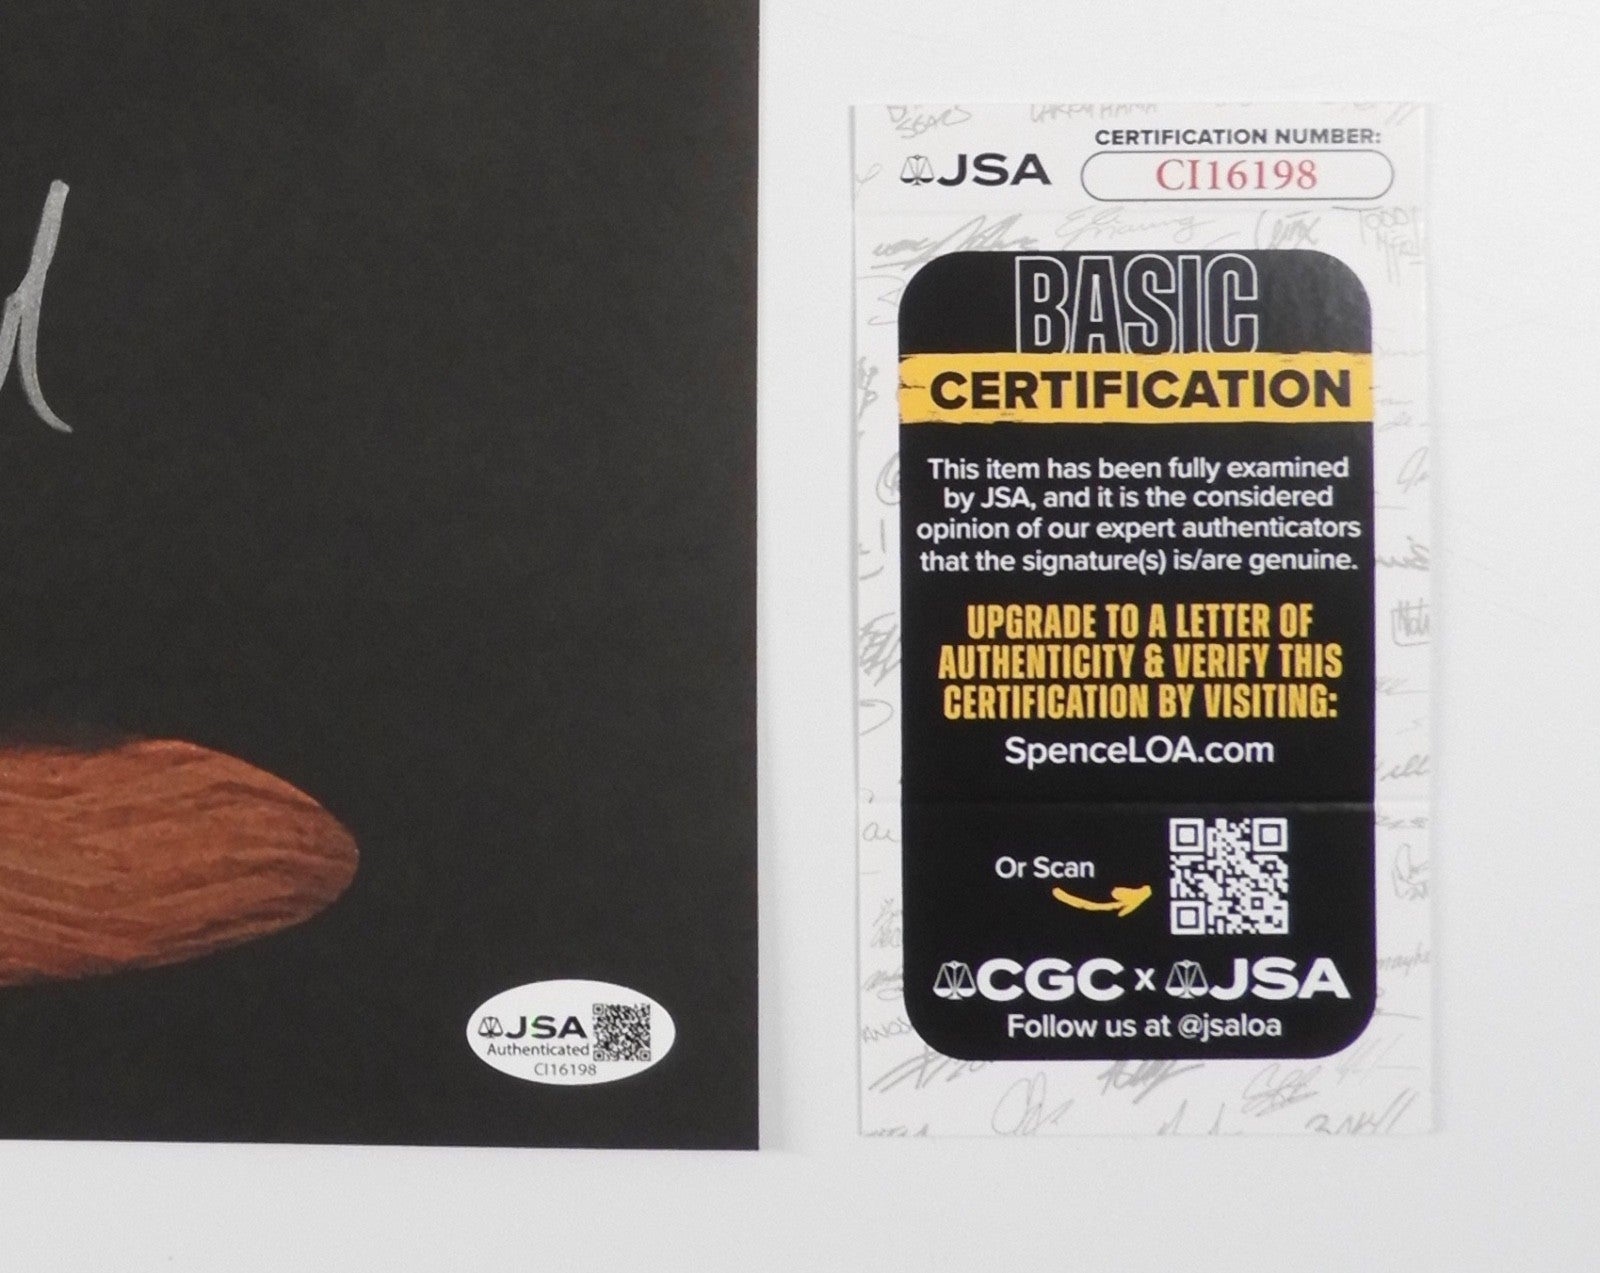 JSA
CERTIFICATION NUMBER:
CI16198
BASIC
CERTIFICATION
This item has been fully examined
by JSA, and it is the considered
opinion of our expert authenticators
that the signature(s) is/are genuine.
UPGRADE TO A LETTER OF
AUTHENTICITY & VERIFY THIS
CERTIFICATION BY VISITING:
SpenceLOA.com
Or Scan
CGC x JSA
Follow us at @jsaloa
JSA
Authenticated
CI16198